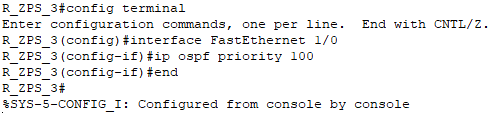 R_ZPS_3#config terminal
Enter configuration commands, one per line.  End with CNTL/Z.
R_ZPS_3(config)#interface FastEthernet 1/0
R_ZPS_3(config-if)#ip ospf priority 100
R_ZPS_3(config-if)#end
R_ZPS_3#
%SYS-5-CONFIG_I: Configured from console by console